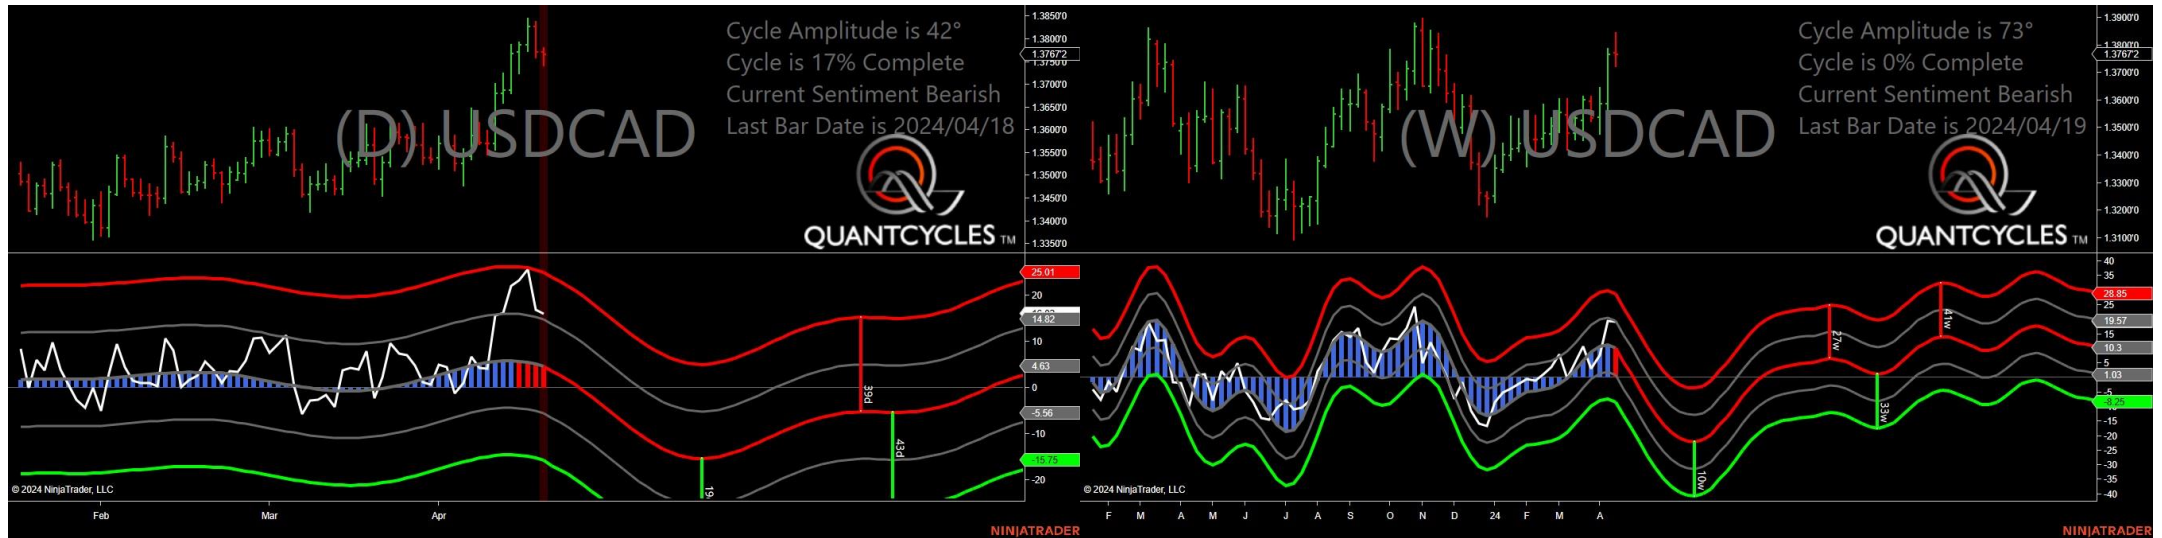 Cycle Amplitude is 42°
Cycle is 17% Complete
Current Sentiment Bearish
Last Bar Date is 2024/04/18
(D) USDCAD
QUANTCYCLES TM
1.3850'0
1.3800'0
1.3767'2
1.3700'0
1.3650'0
1.3600'0
1.3550'0
1.3500'0
1.3450'0
1.3400'0
1.3350'0
25.01
20
14.82
10
4.63
0
-5.56
-10
-15.75
-20
39d
43d
19
© 2024 NinjaTrader, LLC
Feb Mar Apr
NINJATRADER
Cycle Amplitude is 73°
Cycle is 0% Complete
Current Sentiment Bearish
Last Bar Date is 2024/04/19
(W) USDCAD
QUANTCYCLES TM
1.3900'0
1.3800'0
1.3767'2
1.3700'0
1.3600'0
1.3500'0
1.3400'0
1.3300'0
1.3200'0
1.3100'0
40
35
28.85
25
19.57
15
10.3
5
1.03
-5
-8.25
-15
-20
-25
-30
-35
-40
27w
41w
33w
10w
© 2024 NinjaTrader, LLC
F M A M J J A S O N D 24 F M A
NINJATRADER